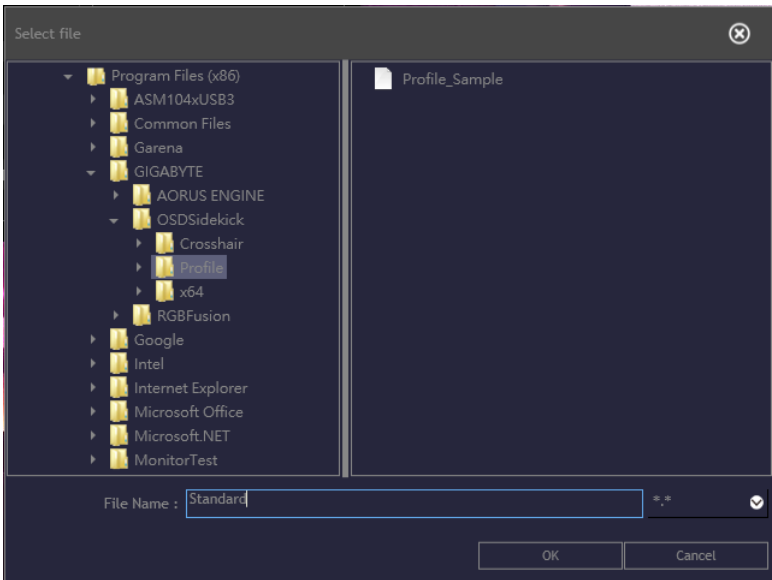 Select file
Program Files (x86)
ASM104xUSB3
Common Files
Garena
GIGABYTE
AORUS ENGINE
OSDSidekick
Crosshair
Profile
x64
RGBFusion
Google
Intel
Internet Explorer
Microsoft Office
Microsoft.NET
MonitorTest
Profile_Sample
File Name : Standard *.*
OK Cancel